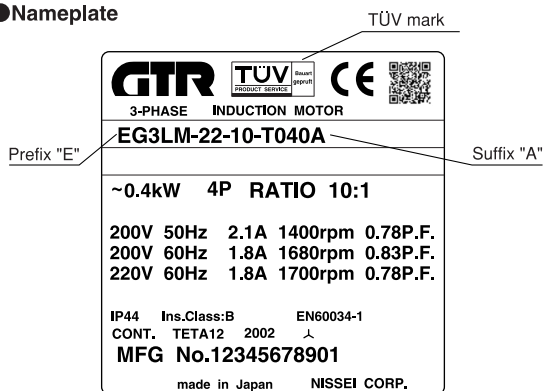 ●Nameplate
TÜV mark
GTR TÜV PRODUCT SERVICE Bauart geprüft CE
3-PHASE INDUCTION MOTOR
EG3LM-22-10-T040A
Prefix "E"
Suffix "A"
~0.4kW 4P RATIO 10:1
200V 50Hz 2.1A 1400rpm 0.78P.F.
200V 60Hz 1.8A 1680rpm 0.83P.F.
220V 60Hz 1.8A 1700rpm 0.78P.F.
IP44 Ins.Class:B EN60034-1
CONT. TETA12 2002 ⅄
MFG No.12345678901
made in Japan NISSEI CORP.